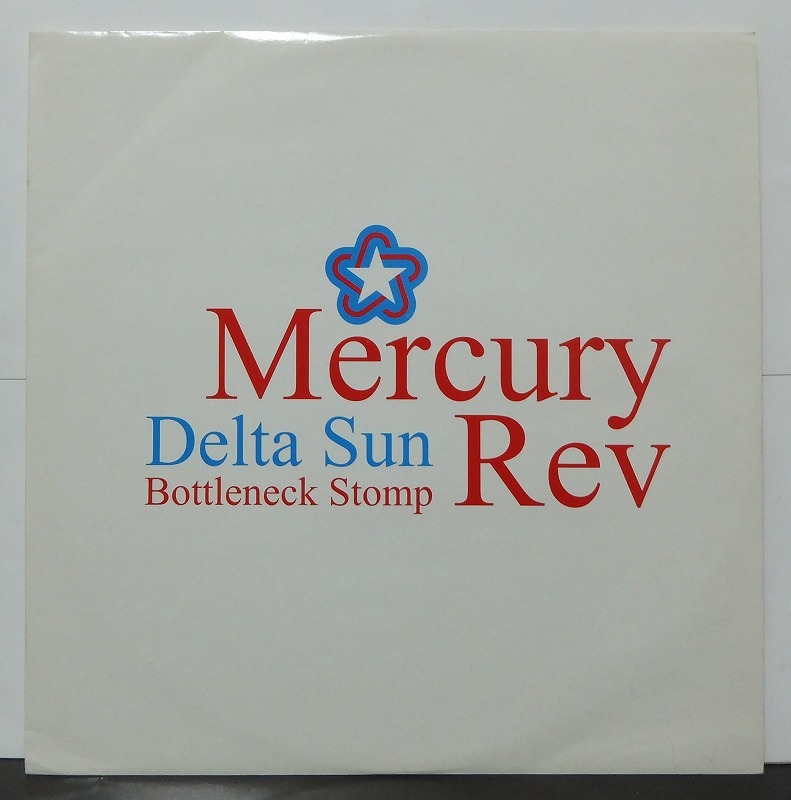 Mercury
Rev
Delta Sun
Bottleneck Stomp